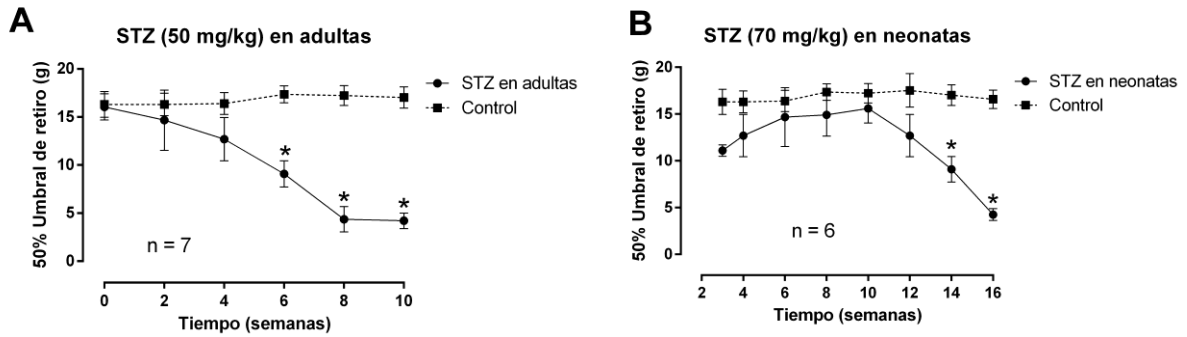 A
STZ (50 mg/kg) en adultas
50% Umbral de retiro (g)
20
15
10
5
0
STZ en adultas
Control
*
*
*
n = 7
0 2 4 6 8 10
Tiempo (semanas)
B
STZ (70 mg/kg) en neonatas
50% Umbral de retiro (g)
20
15
10
5
0
STZ en neonatas
Control
*
*
n = 6
2 4 6 8 10 12 14 16
Tiempo (semanas)